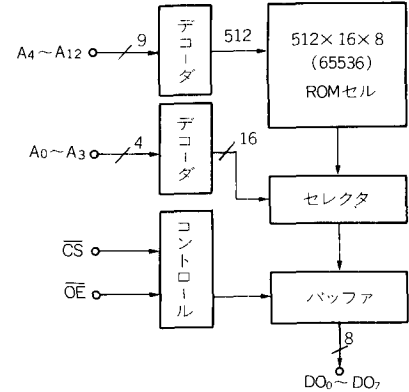 A4～A12
9
デコーダ
512
512×16×8
(65536)
ROMセル
A0～A3
4
デコーダ
16
セレクタ
CS
OE
コントロール
バッファ
8
DO0～DO7